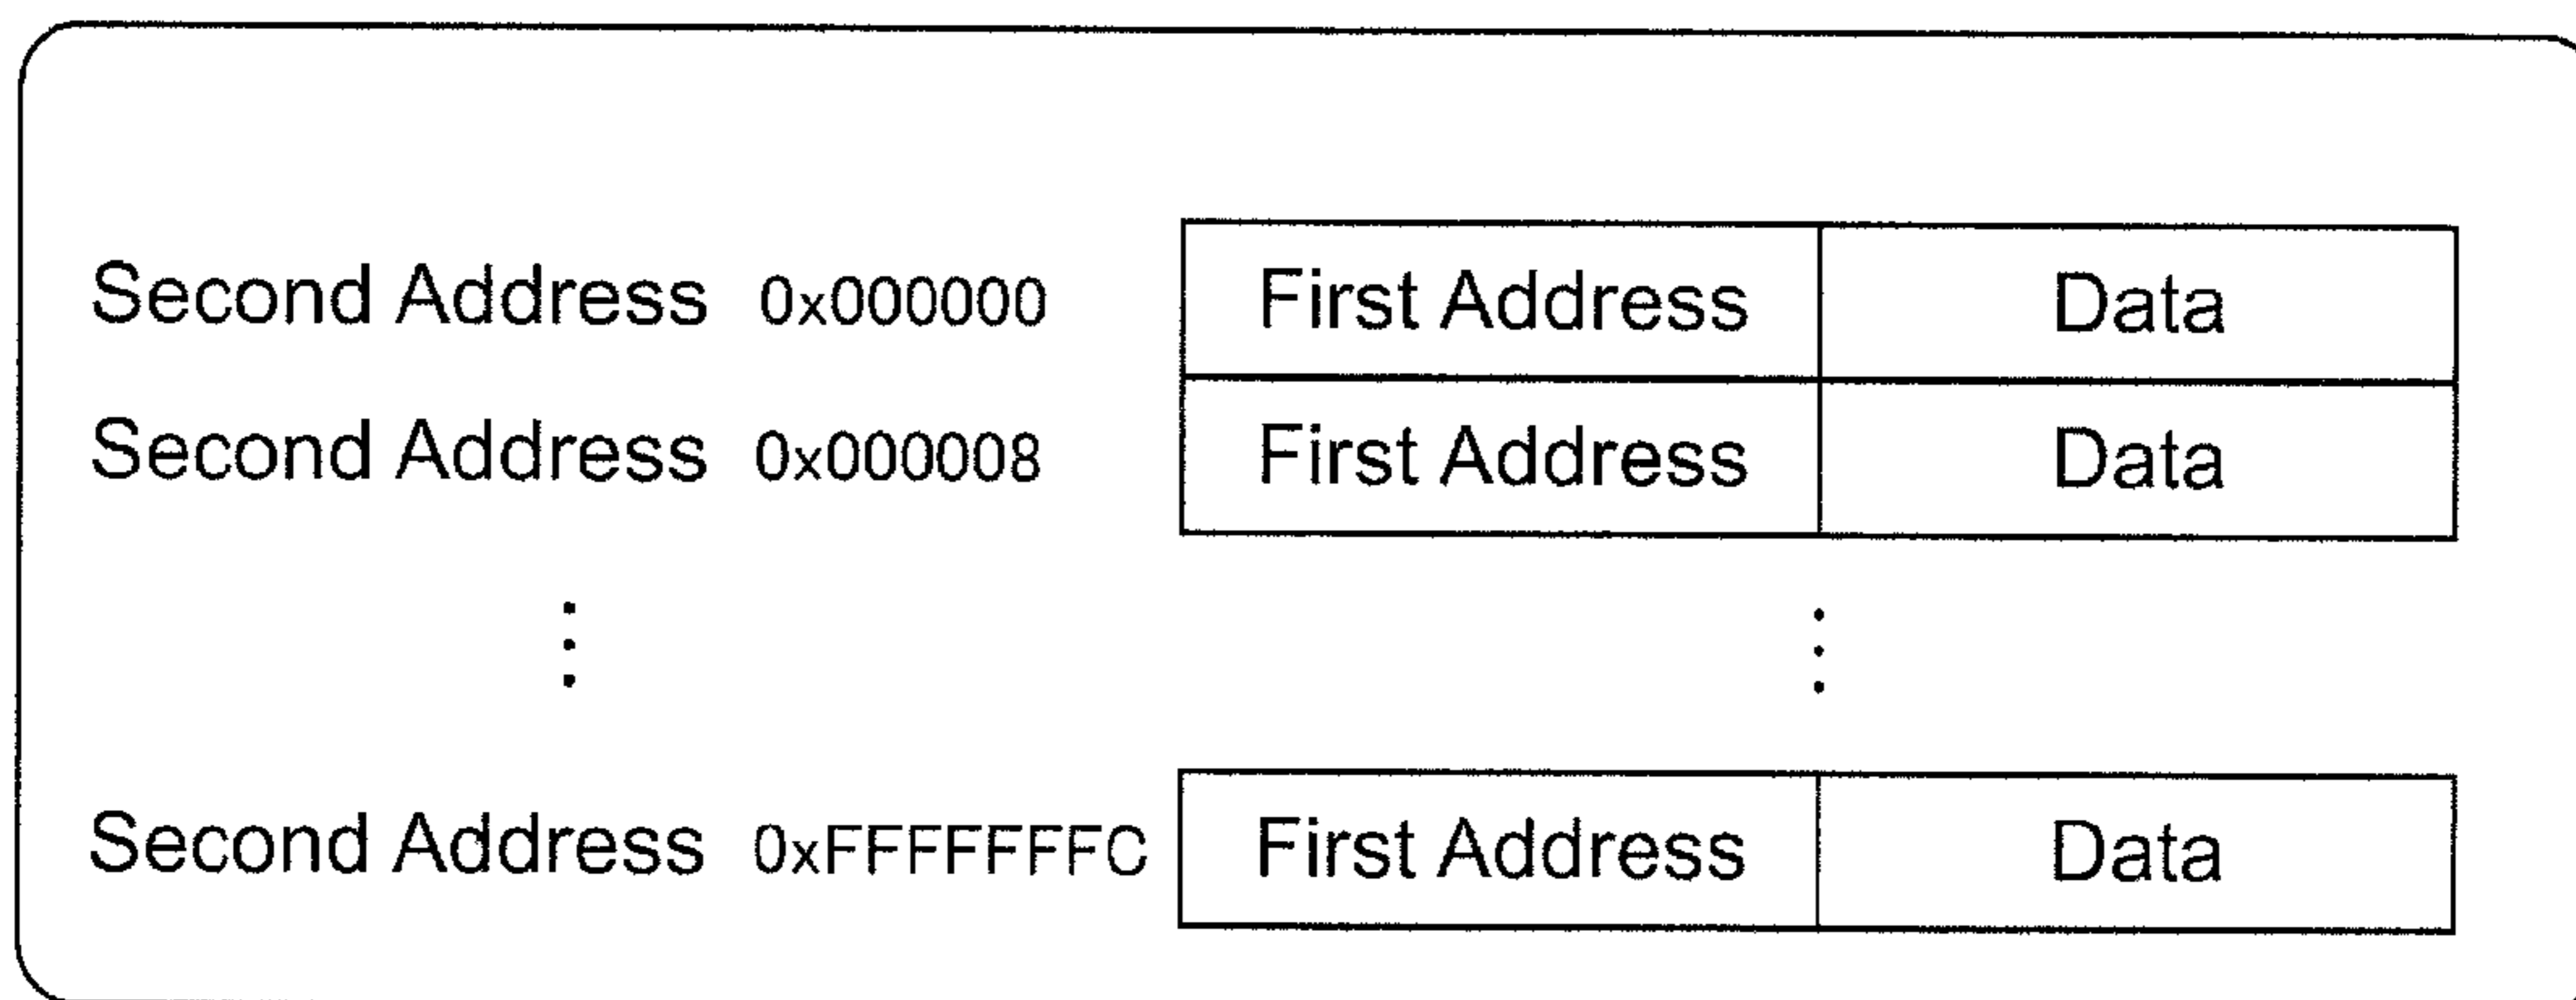 Second Address 0x000000 First Address Data
Second Address 0x000008 First Address Data
Second Address 0xFFFFFFFC First Address Data